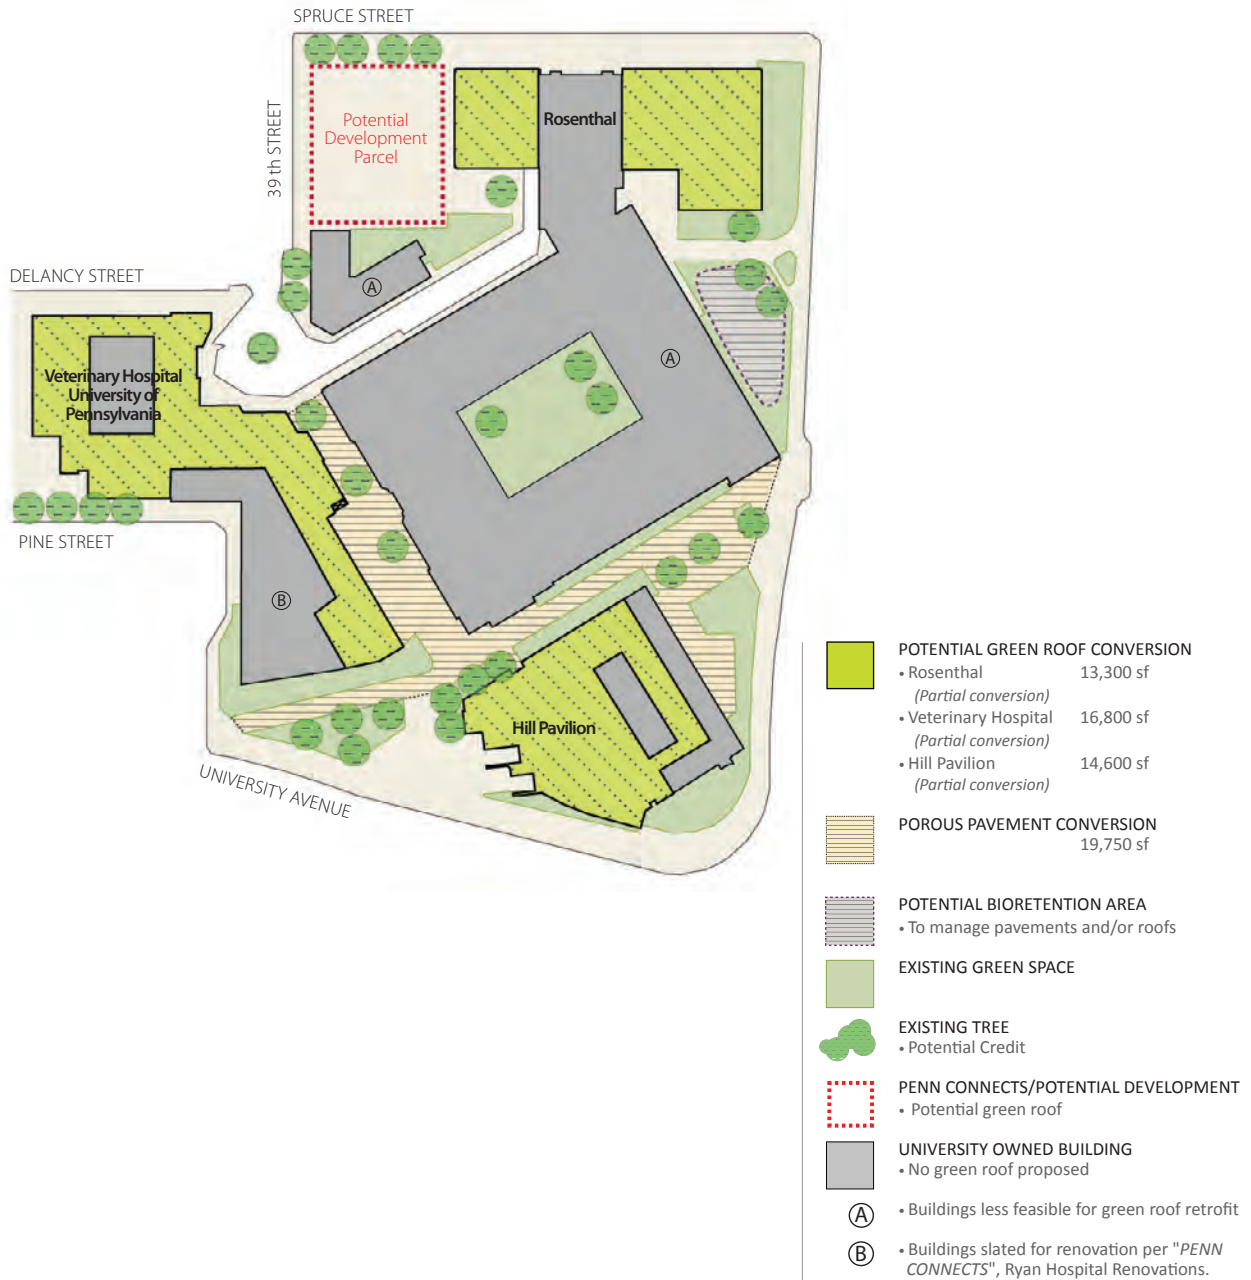 SPRUCE STREET
39 th STREET
Potential
Development
Parcel
Rosenthal
DELANCY STREET
A
A
Veterinary Hospital
University of
Pennsylvania
PINE STREET
B
Hill Pavilion
UNIVERSITY AVENUE
POTENTIAL GREEN ROOF CONVERSION
• Rosenthal 13,300 sf
(Partial conversion)
• Veterinary Hospital 16,800 sf
(Partial conversion)
• Hill Pavilion 14,600 sf
(Partial conversion)
POROUS PAVEMENT CONVERSION
19,750 sf
POTENTIAL BIORETENTION AREA
• To manage pavements and/or roofs
EXISTING GREEN SPACE
EXISTING TREE
• Potential Credit
PENN CONNECTS/POTENTIAL DEVELOPMENT
• Potential green roof
UNIVERSITY OWNED BUILDING
• No green roof proposed
A • Buildings less feasible for green roof retrofit
B • Buildings slated for renovation per "PENN
CONNECTS", Ryan Hospital Renovations.